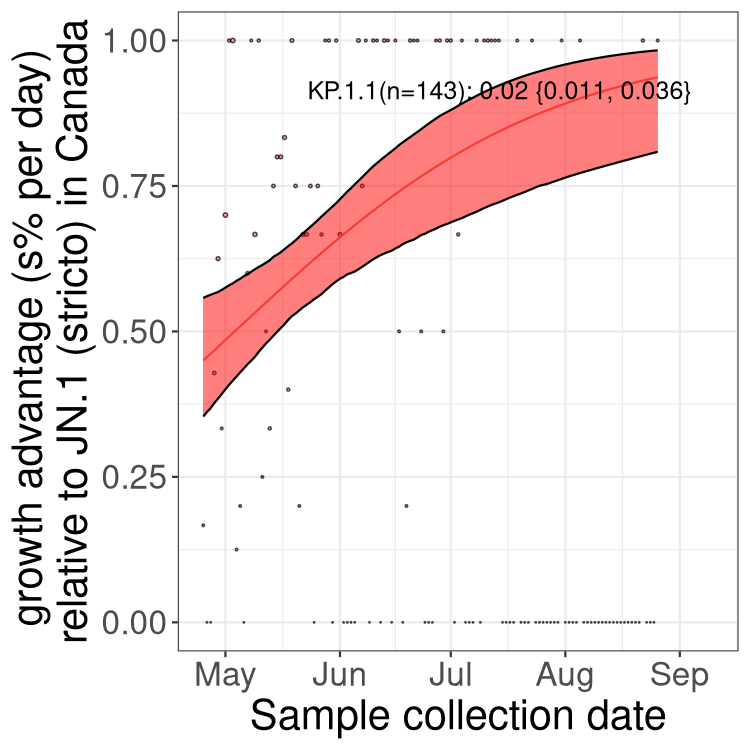 growth advantage (s% per day)
relative to JN.1 (stricto) in Canada
1.00
0.75
0.50
0.25
0.00
KP.1.1(n=143): 0.02 {0.011, 0.036}
May Jun Jul Aug Sep
Sample collection date